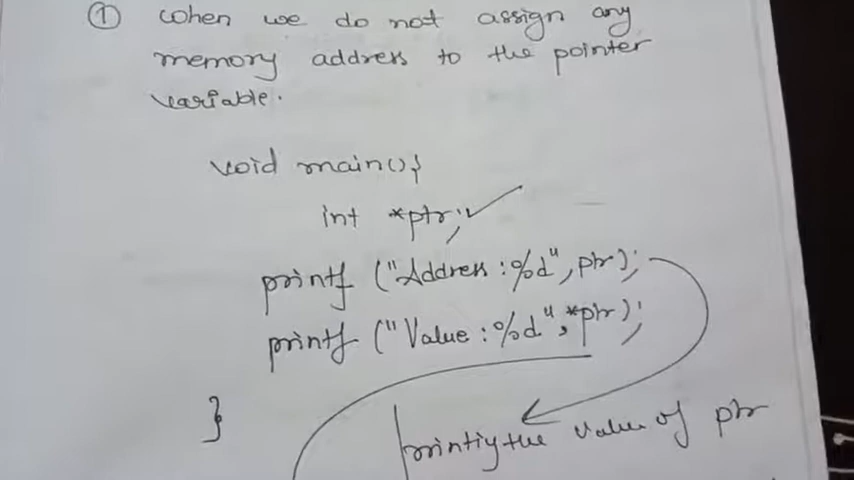 ① When we do not assign any
memory address to the pointer
variable.
void main(){
int *ptr;
printf ("Address :%d", ptr);
printf ("Value :%d", *ptr);
}
printiy the value of ptr